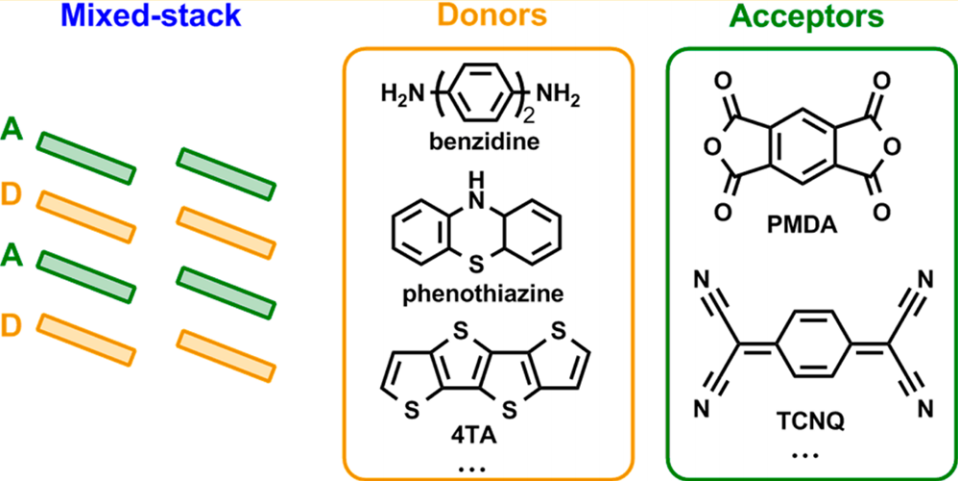 Mixed-stack
A
D
A
D
Donors
H₂N
2
NH₂
benzidine
H
N
S
phenothiazine
S S
S S
4TA
...
Acceptors
O O
O O
O O
PMDA
N N
N N
TCNQ
...